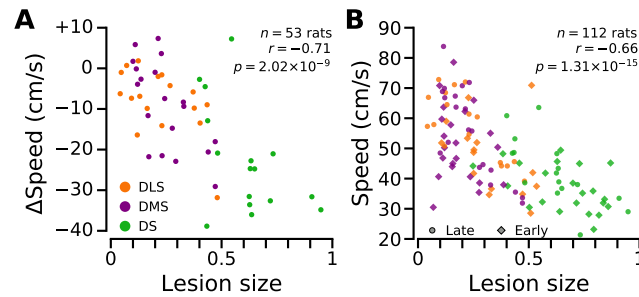 A
n = 53 rats
r = −0.71
p = 2.02×10⁻⁹
ΔSpeed (cm/s)
+10
0
−10
−20
−30
−40
DLS
DMS
DS
0 0.5 1
Lesion size
B
n = 112 rats
r = −0.66
p = 1.31×10⁻¹⁵
Speed (cm/s)
90
80
70
60
50
40
30
20
Late Early
0 0.5 1
Lesion size